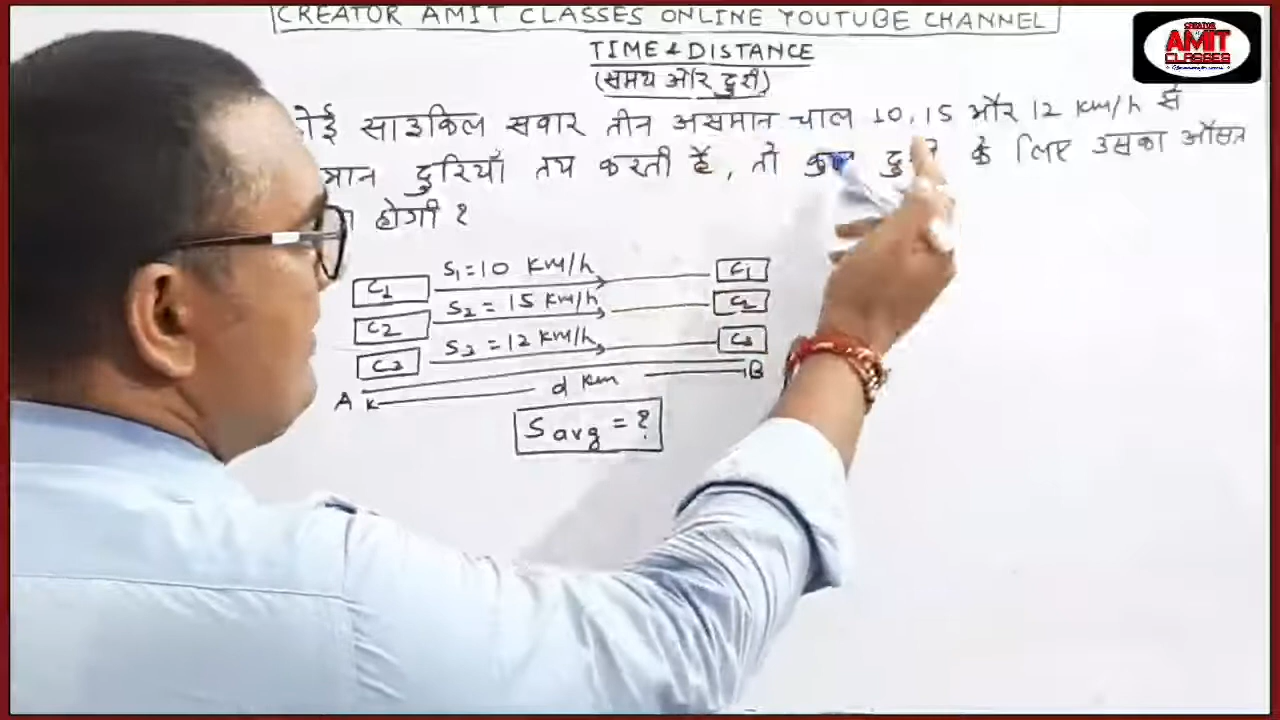 CREATOR AMIT CLASSES ONLINE YOUTUBE CHANNEL
CREATOR
AMIT
CLASSES
TIME & DISTANCE
(समय और दुरी)
साइकिल सवार तीन असमान चाल 10, 15 और 12 Km/h से
दुरियाँ तय करती है, तो के लिए उसका औसत
होगी ?
C1 S1=10 Km/h C1
C2 S2 = 15 Km/h C2
C3 S3 =12 Km/h C3
A d Km B
S avg = ?